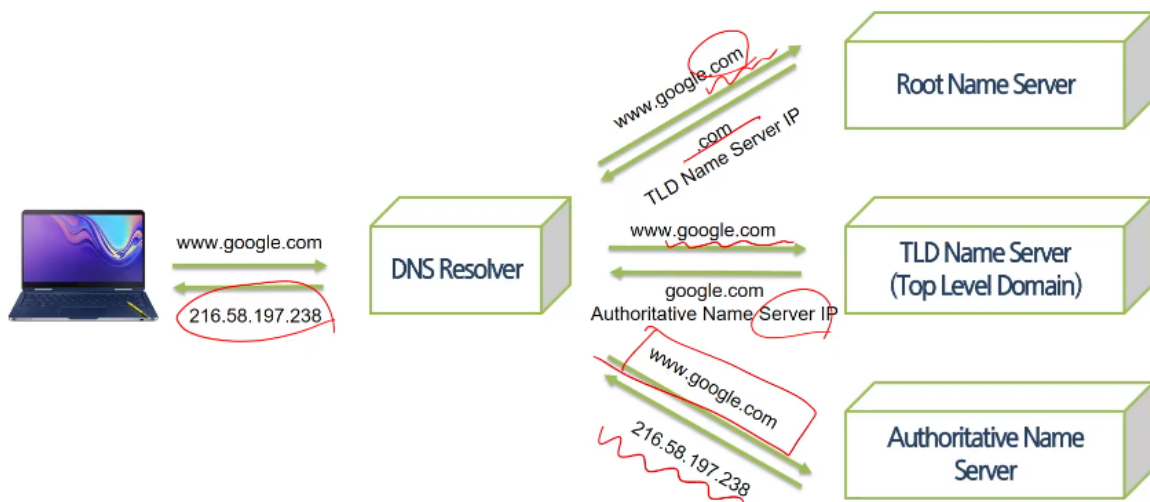 www.google.com
216.58.197.238
DNS Resolver
www.google.com
.com
TLD Name Server IP
Root Name Server
www.google.com
google.com
Authoritative Name Server IP
TLD Name Server
(Top Level Domain)
www.google.com
216.58.197.238
Authoritative Name
Server